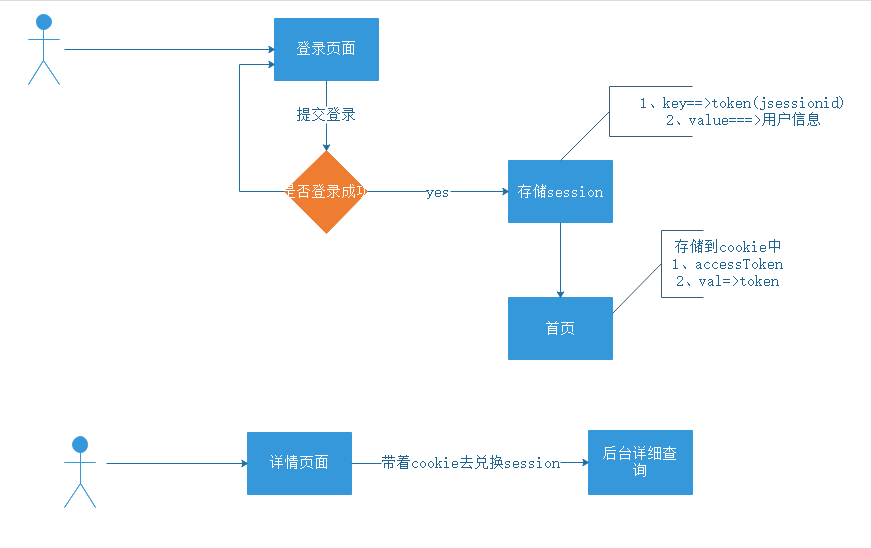 登录页面
提交登录
是否登录成功
yes
存储session
1、key==>token(jsessionid)
2、value===>用户信息
存储到cookie中
1、accessToken
2、val=>token
首页
详情页面
带着cookie去兑换session
后台详细查
询